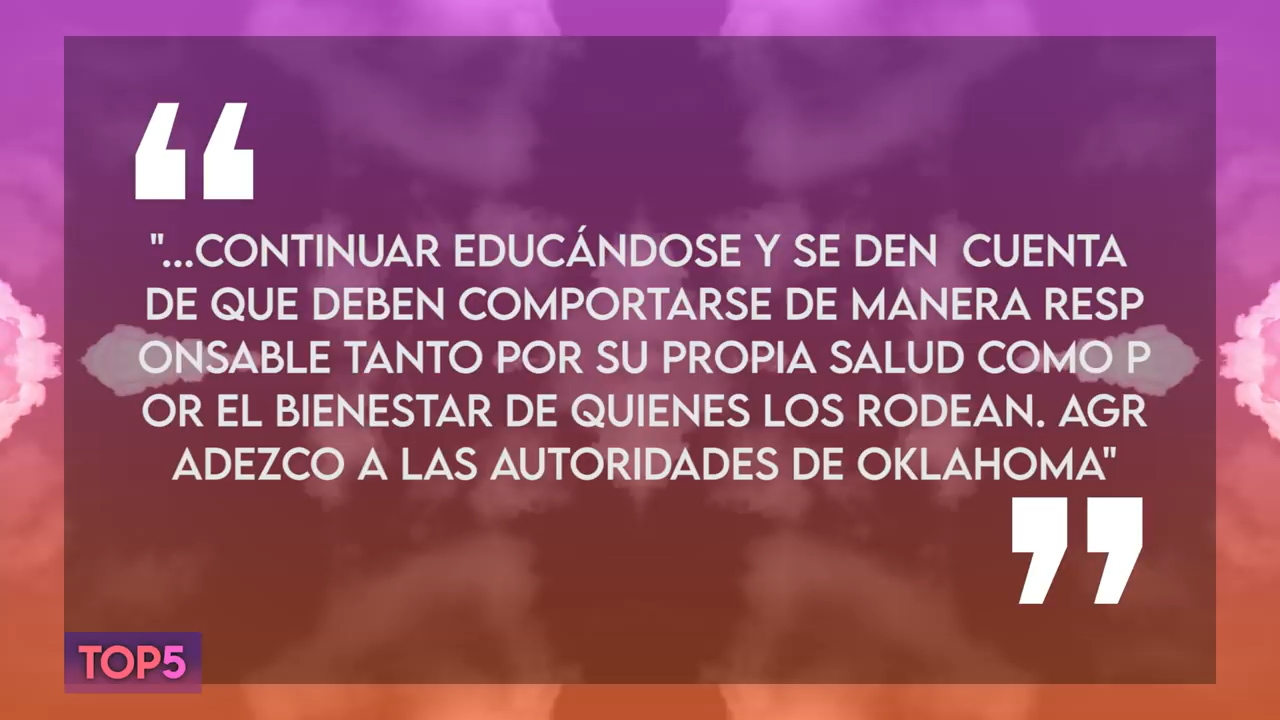 “
"...CONTINUAR EDUCÁNDOSE Y SE DEN  CUENTA
DE QUE DEBEN COMPORTARSE DE MANERA RESP
ONSABLE TANTO POR SU PROPIA SALUD COMO P
OR EL BIENESTAR DE QUIENES LOS RODEAN. AGR
ADEZCO A LAS AUTORIDADES DE OKLAHOMA"
”
TOP5